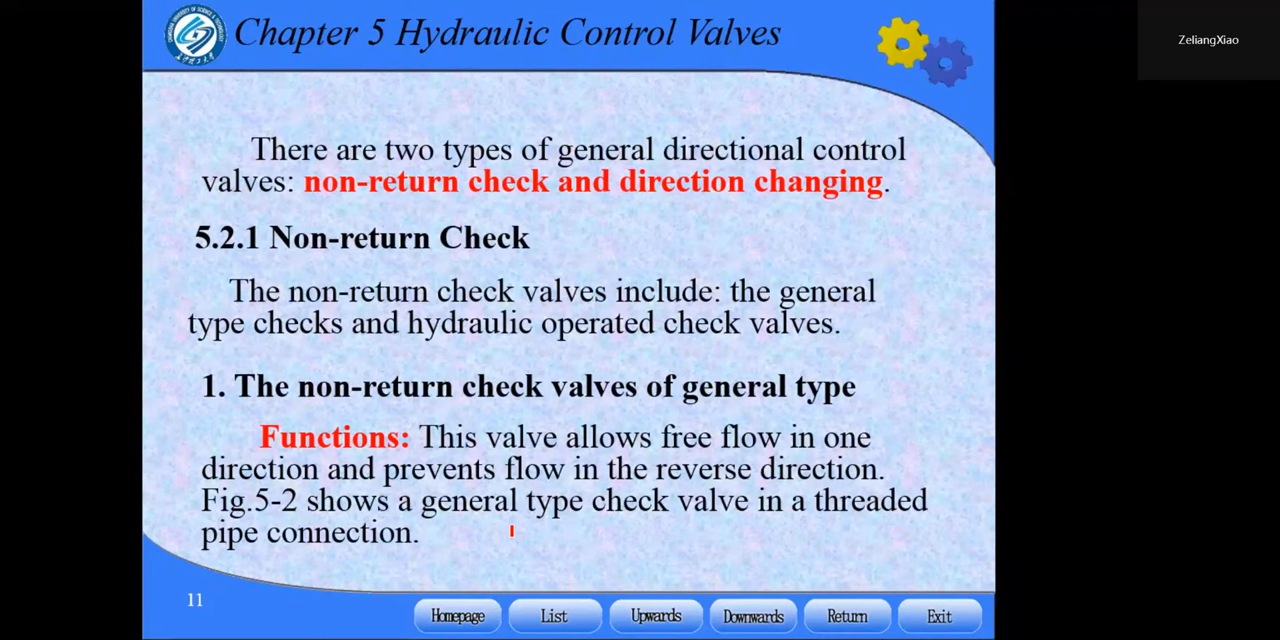 Chapter 5 Hydraulic Control Valves
ZeliangXiao
There are two types of general directional control
valves: non-return check and direction changing.
5.2.1 Non-return Check
The non-return check valves include: the general
type checks and hydraulic operated check valves.
1. The non-return check valves of general type
Functions: This valve allows free flow in one
direction and prevents flow in the reverse direction.
Fig.5-2 shows a general type check valve in a threaded
pipe connection.
11
Homepage
List
Upwards
Downwards
Return
Exit